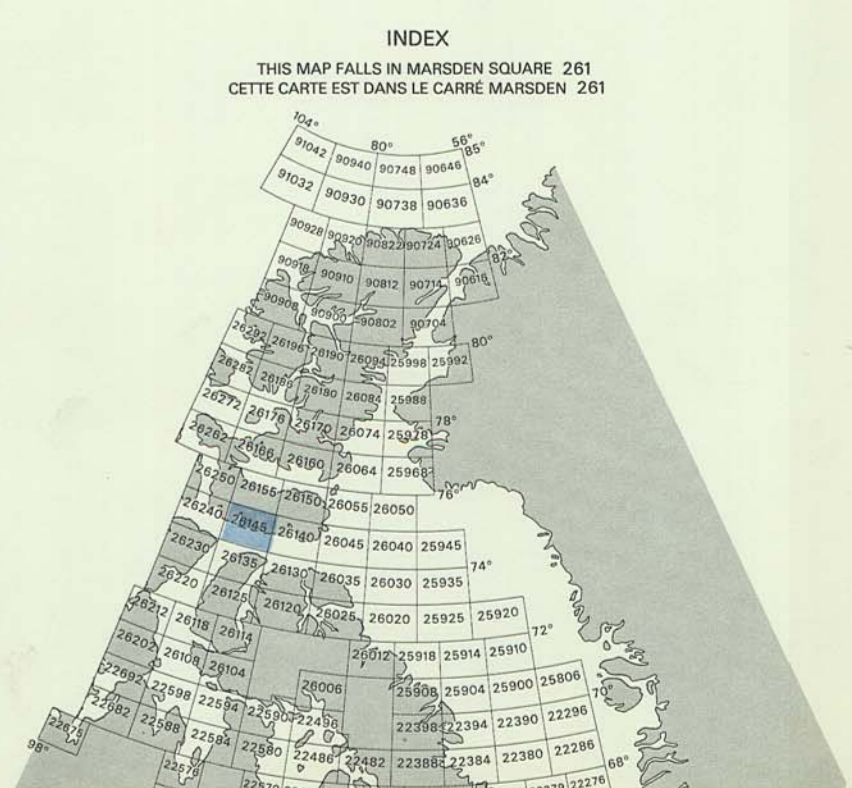 INDEX
THIS MAP FALLS IN MARSDEN SQUARE 261
CETTE CARTE EST DANS LE CARRÉ MARSDEN 261
104° 80° 56°
91042 90940 90748 90646 85°
91032 90930 90738 90636 84°
90928 90920 90822 90724 90626
90918 90910 90812 90714 90616 82°
90908 90900 90802 90704
26292 26196 26190 26094 25998 25992 80°
26282 26186 26180 26084 25988
26272 26176 26170 26074 25978 78°
26262 26166 26160 26064 25968
26250 26155 26150 26055 26050 76°
26240 26145 26140 26045 26040 25945
26230 26135 26130 26035 26030 25935 74°
26220 26125 26120 26025 26020 25925 25920
26212 26118 26114 26012 25918 25914 25910 72°
26202 26108 26104 26006 25908 25904 25900 25806
22692 22598 22594 22590 22496 22398 22394 22390 22296 70°
22675 22682 22588 22584 22580 22486 22482 22388 22384 22380 22286
98° 22576 22276 68°